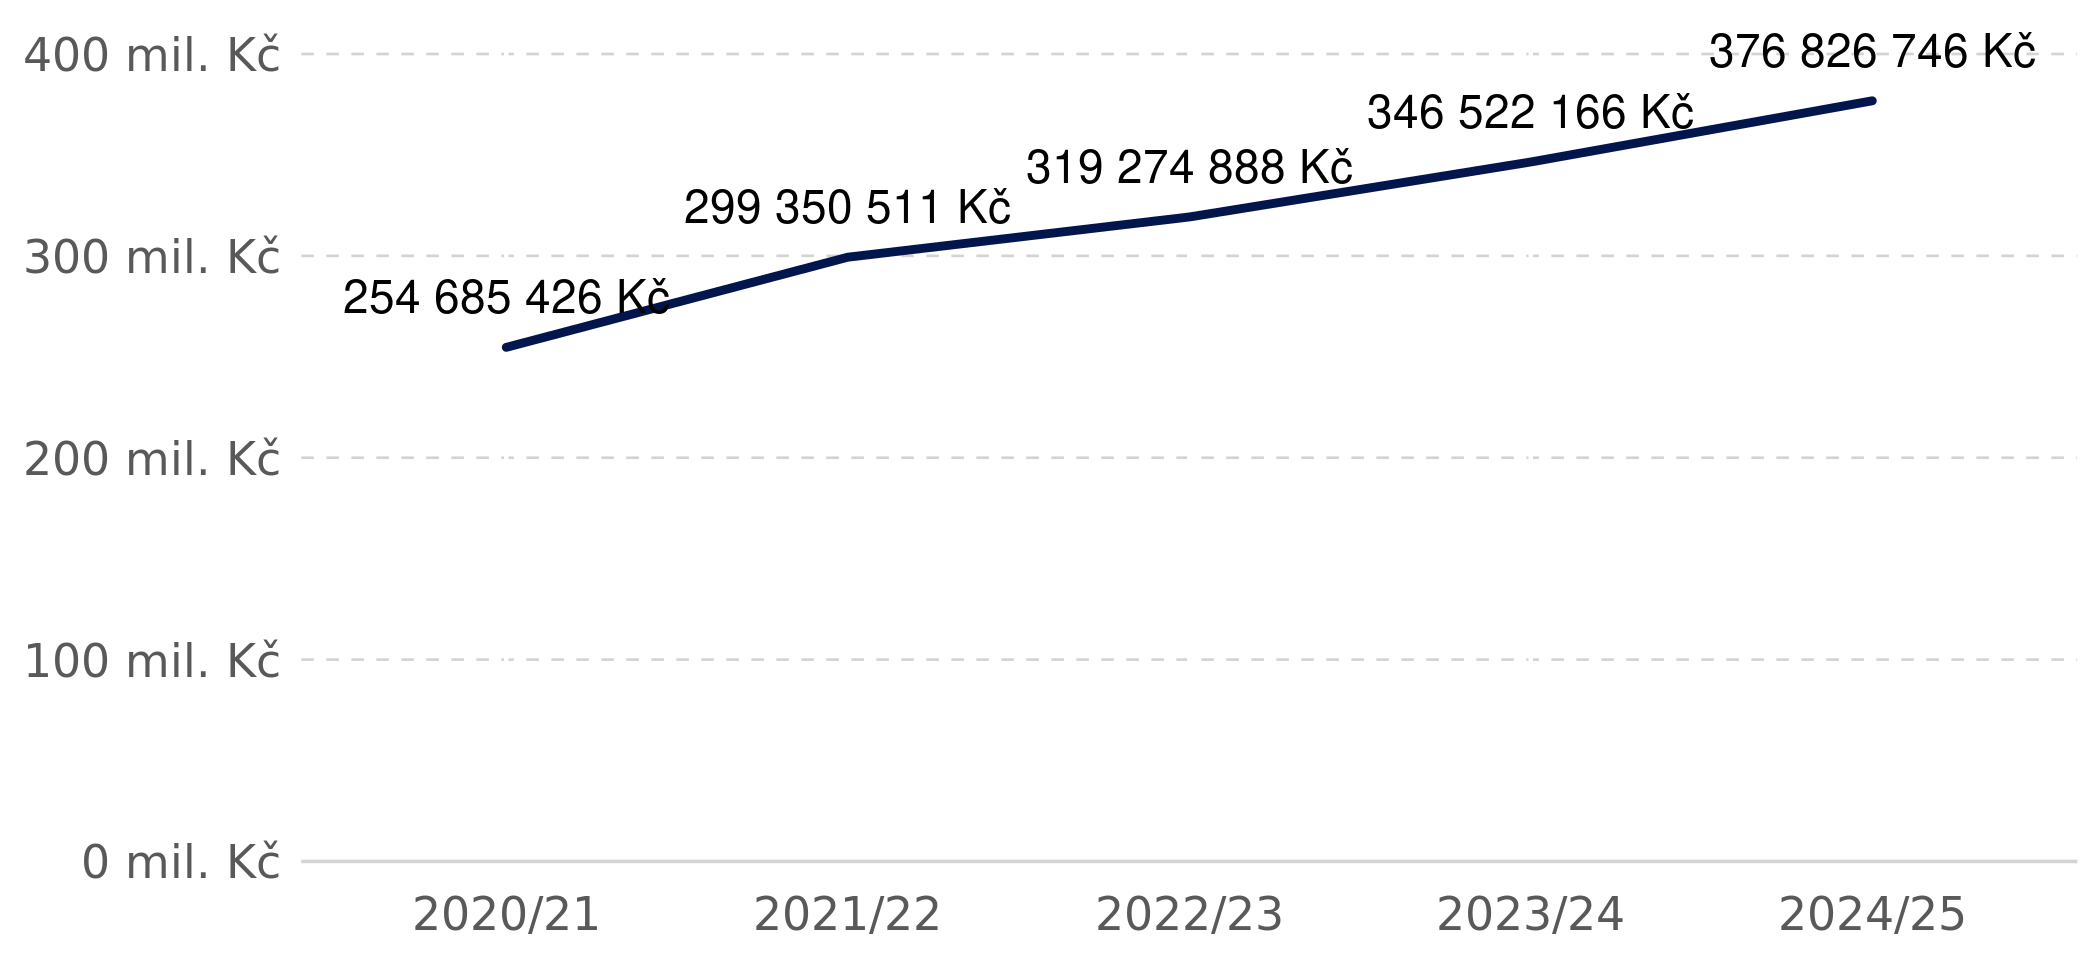 400 mil. Kč
376 826 746 Kč
346 522 166 Kč
319 274 888 Kč
299 350 511 Kč
300 mil. Kč
254 685 426 Kč
200 mil. Kč
100 mil. Kč
0 mil. Kč
2020/21 2021/22 2022/23 2023/24 2024/25